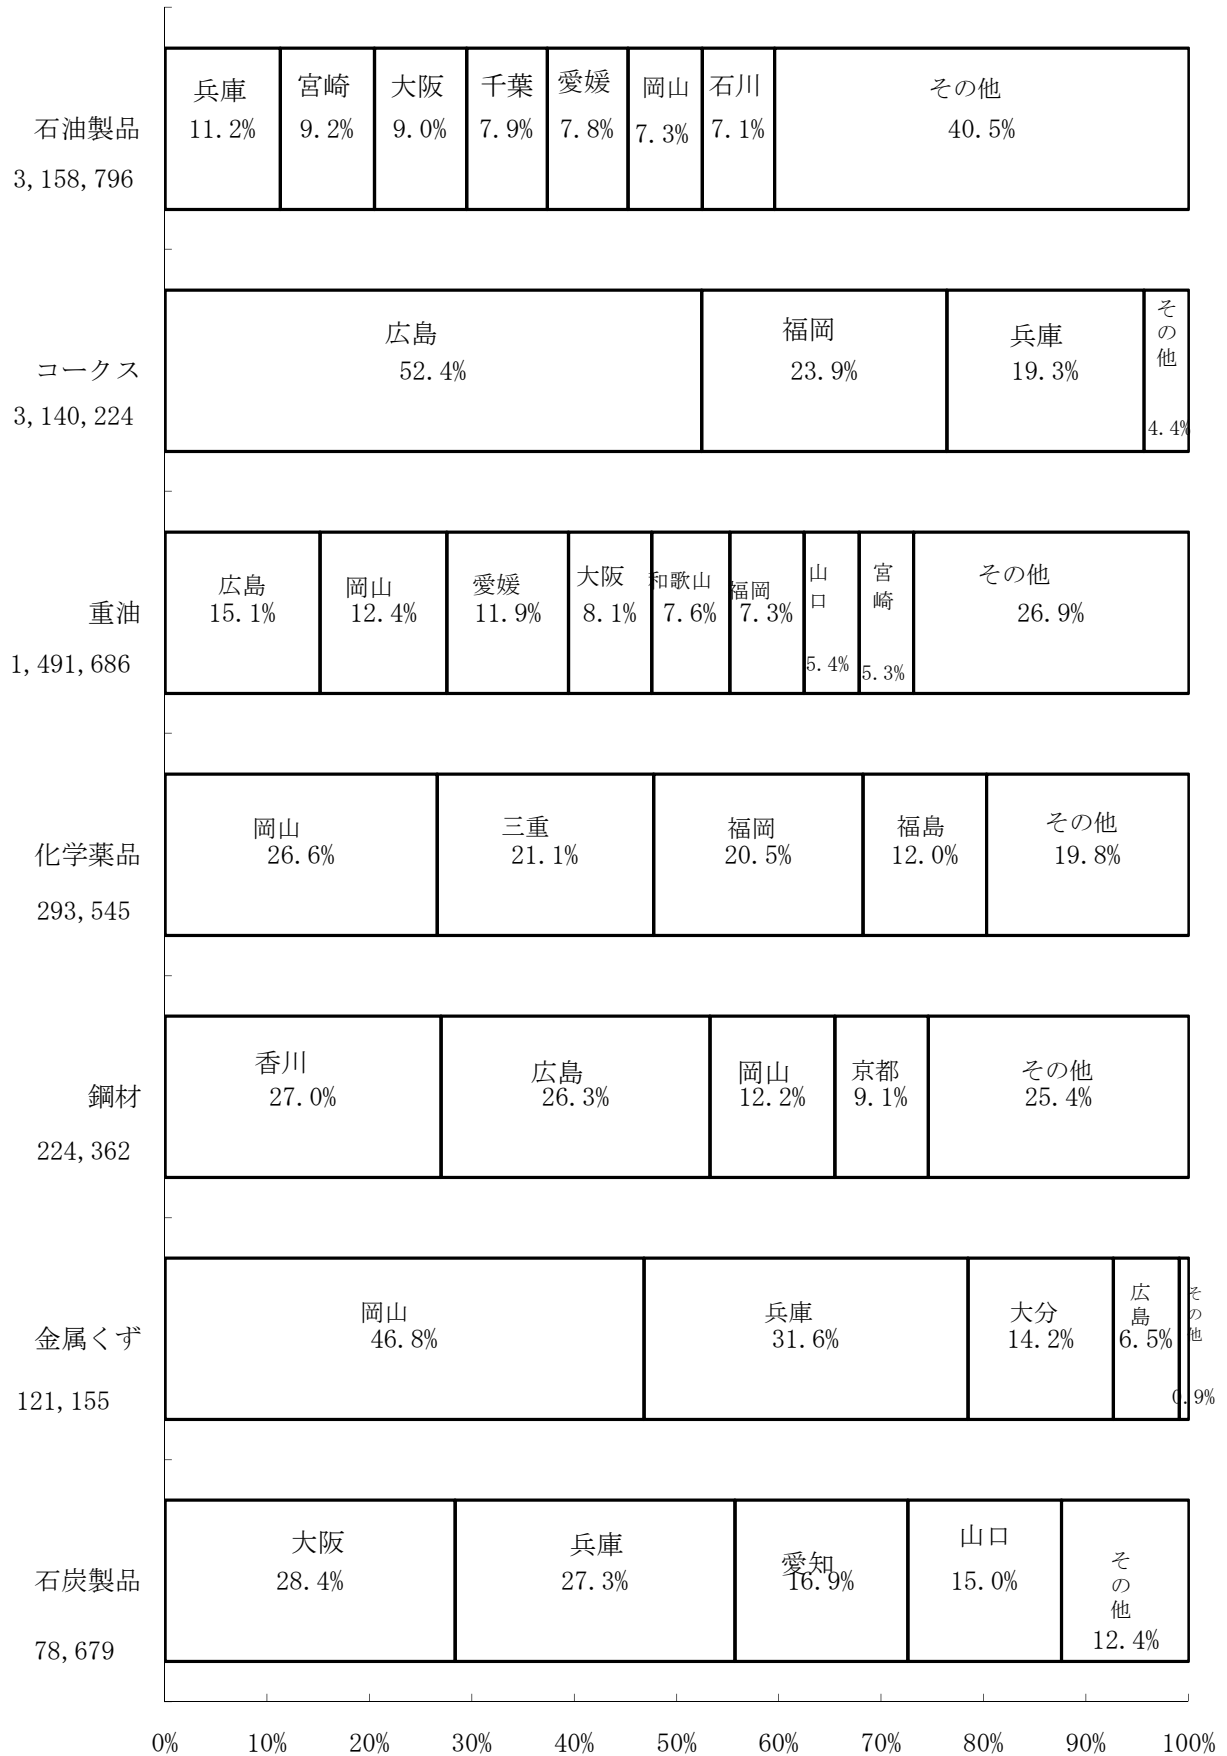 兵庫 宮崎 大阪 千葉 愛媛 岡山 石川 その他
石油製品 11.2% 9.2% 9.0% 7.9% 7.8% 7.3% 7.1% 40.5%
3,158,796
広島 福岡 兵庫 その他
コークス 52.4% 23.9% 19.3% 4.4%
3,140,224
広島 岡山 愛媛 大阪 和歌山 福岡 山口 宮崎 その他
重油 15.1% 12.4% 11.9% 8.1% 7.6% 7.3% 5.4% 5.3% 26.9%
1,491,686
岡山 三重 福岡 福島 その他
化学薬品 26.6% 21.1% 20.5% 12.0% 19.8%
293,545
香川 広島 岡山 京都 その他
鋼材 27.0% 26.3% 12.2% 9.1% 25.4%
224,362
岡山 兵庫 大分 広島 その他
金属くず 46.8% 31.6% 14.2% 6.5% 0.9%
121,155
大阪 兵庫 愛知 山口 その他
石炭製品 28.4% 27.3% 16.9% 15.0% 12.4%
78,679
0% 10% 20% 30% 40% 50% 60% 70% 80% 90% 100%